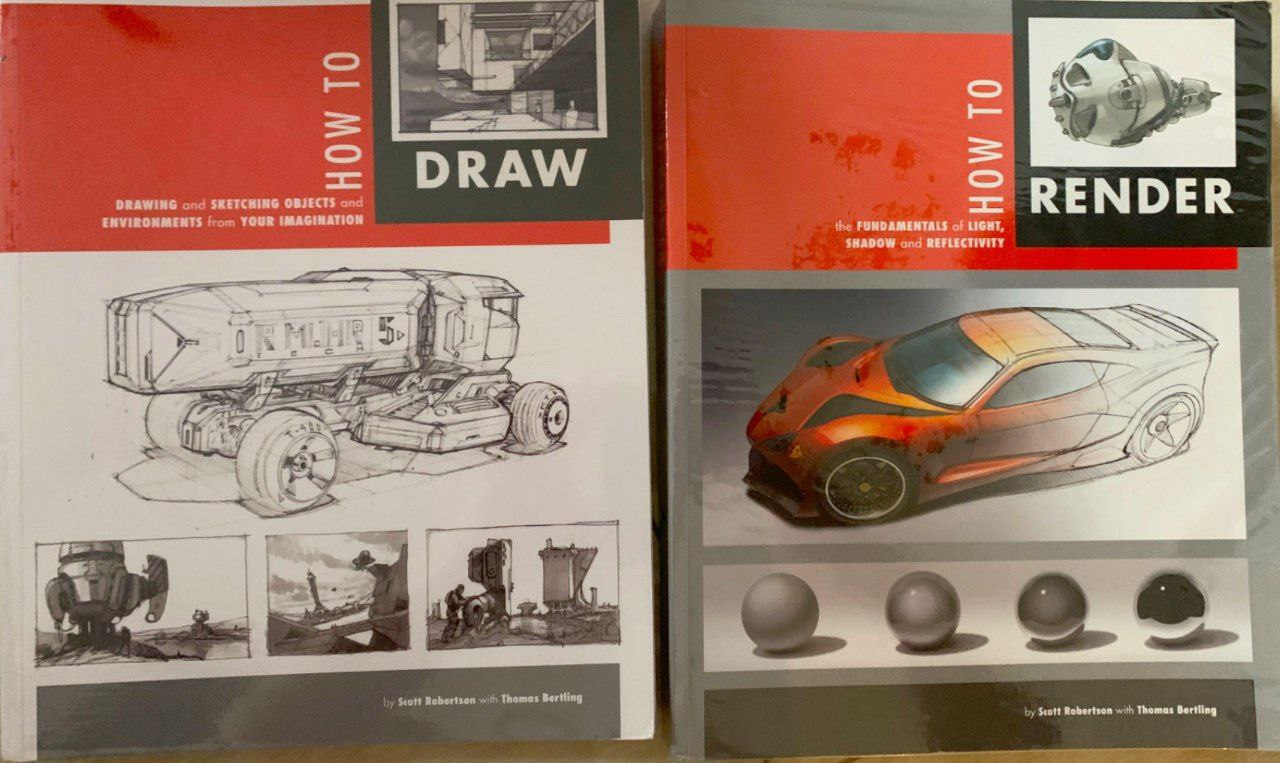 HOW TO
DRAW
DRAWING and SKETCHING OBJECTS and
ENVIRONMENTS from YOUR IMAGINATION
5
by Scott Robertson with Thomas Bertling
HOW TO
RENDER
the FUNDAMENTALS of LIGHT,
SHADOW and REFLECTIVITY
by Scott Robertson with Thomas Bertling